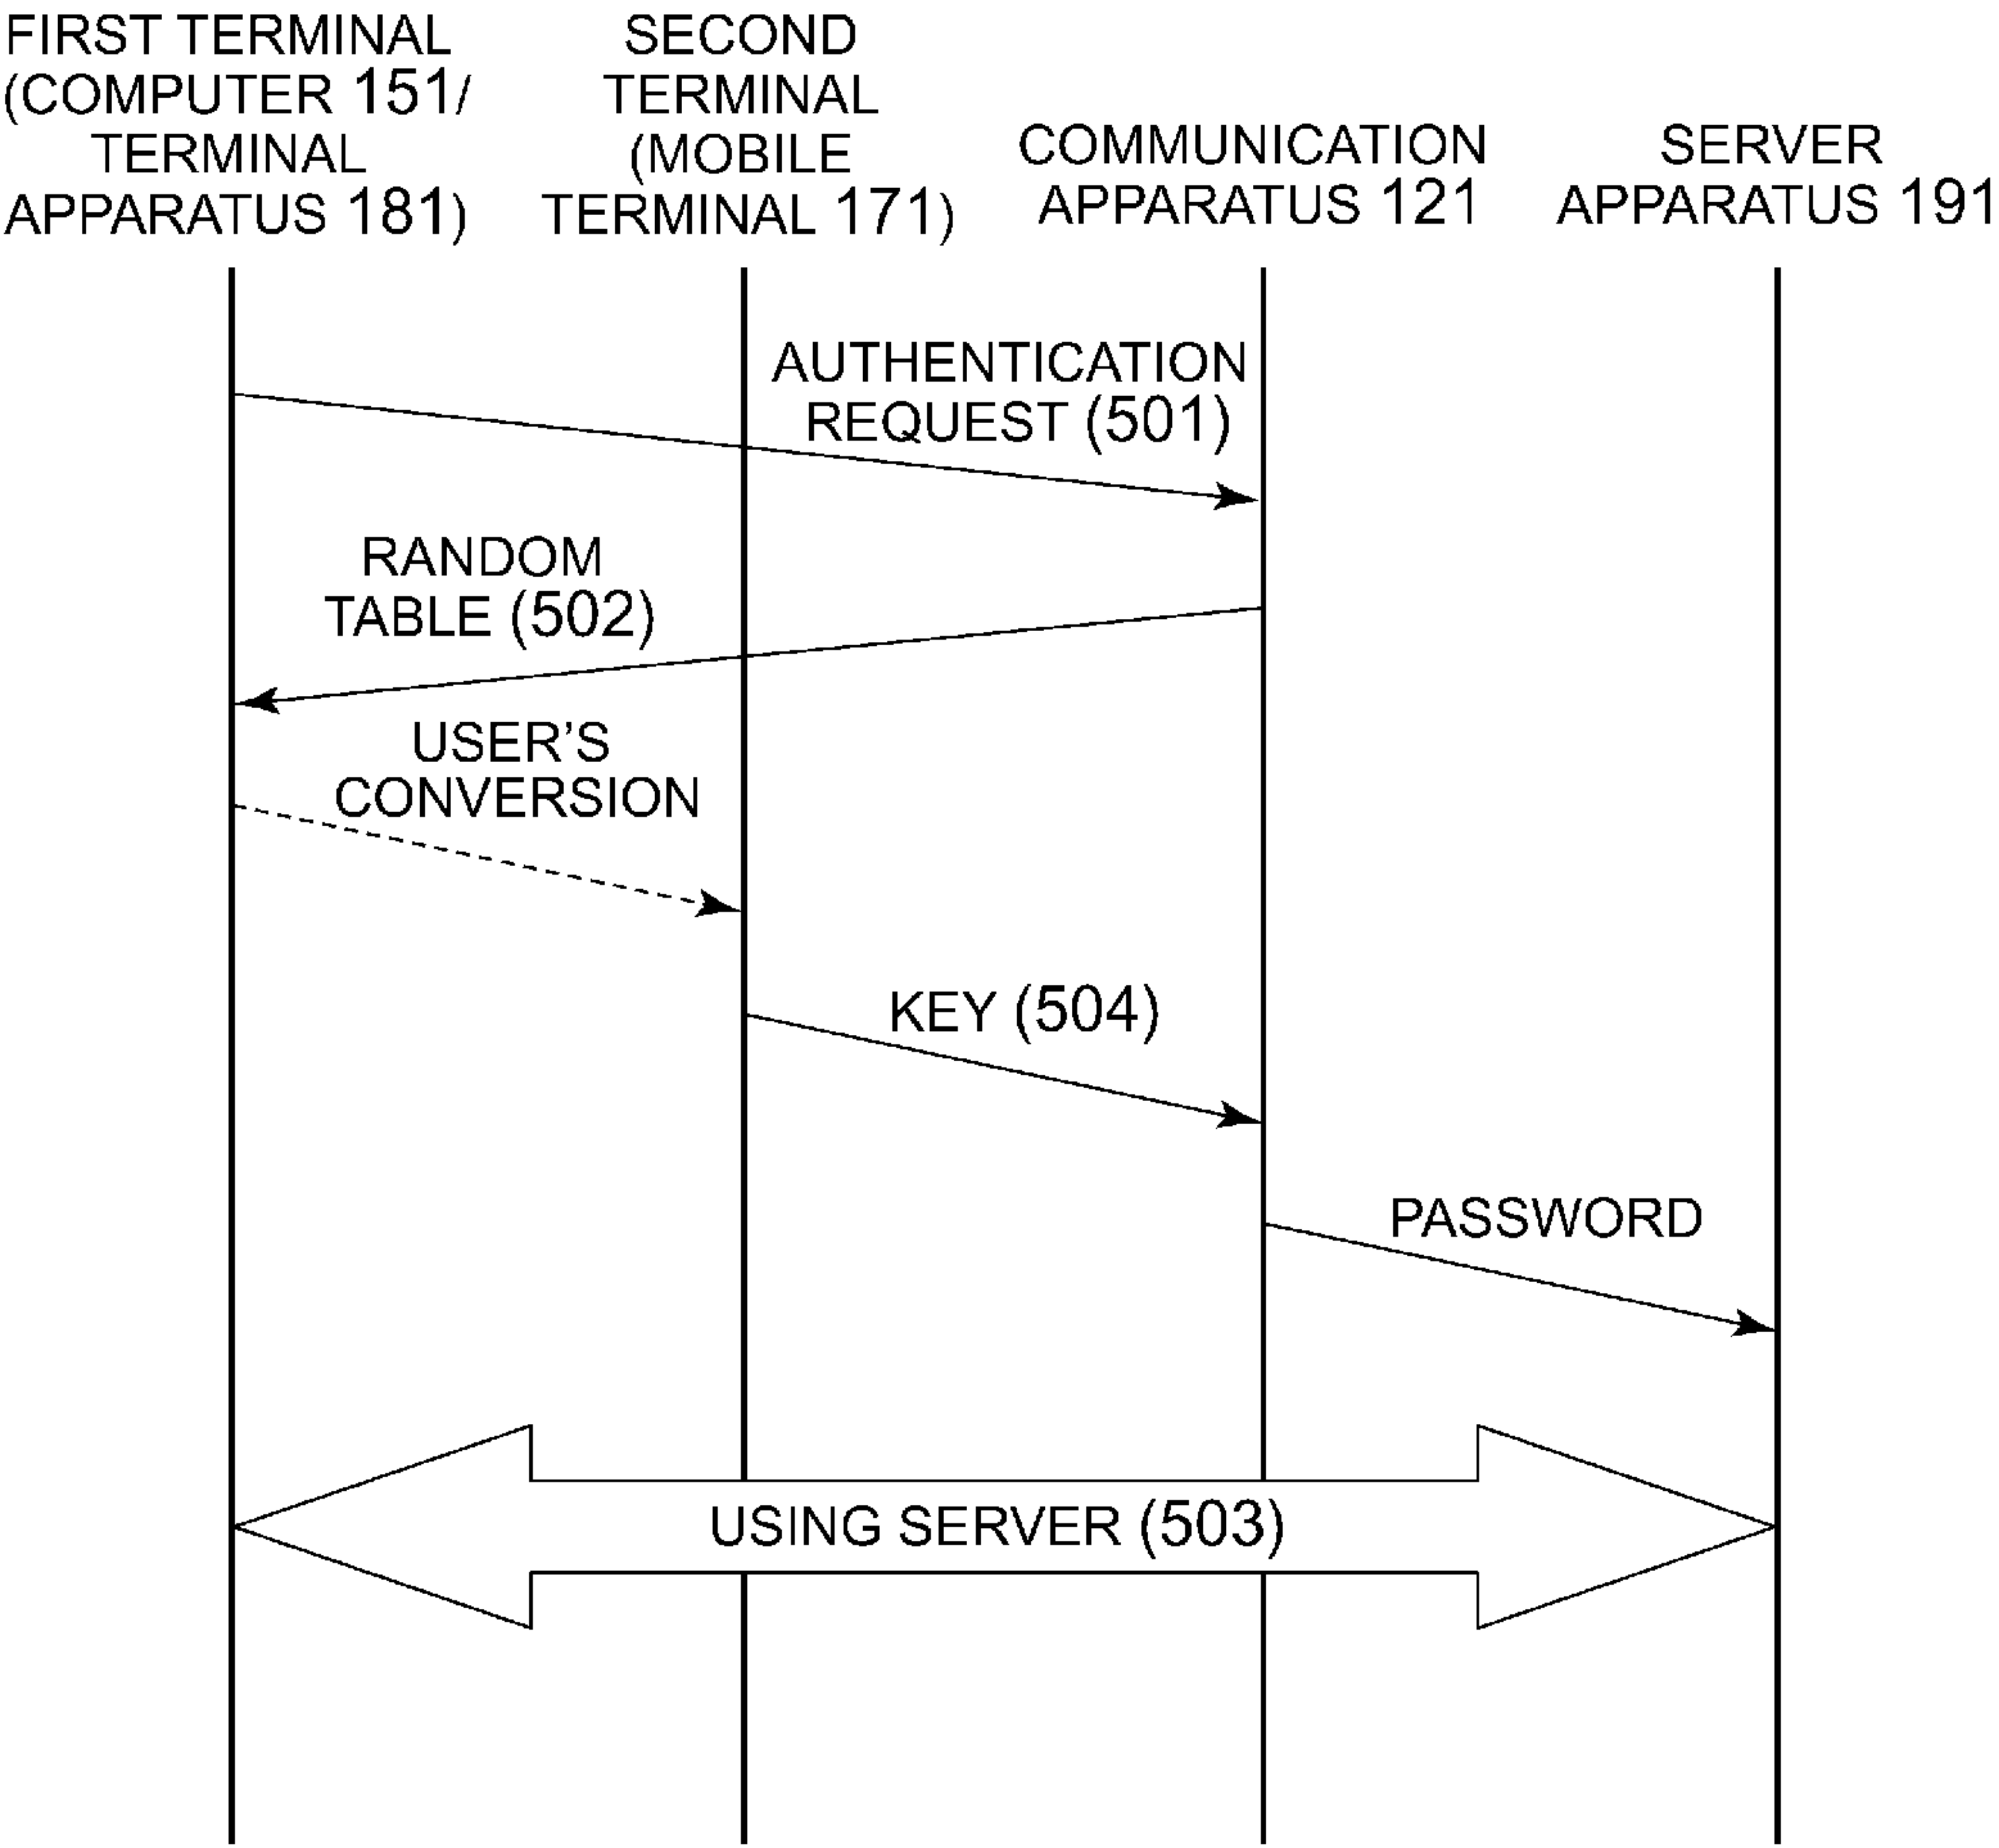 FIRST TERMINAL
(COMPUTER 151/
TERMINAL
APPARATUS 181)
SECOND
TERMINAL
(MOBILE
TERMINAL 171)
COMMUNICATION
APPARATUS 121
SERVER
APPARATUS 191
AUTHENTICATION
REQUEST (501)
RANDOM
TABLE (502)
USER’S
CONVERSION
KEY (504)
PASSWORD
USING SERVER (503)